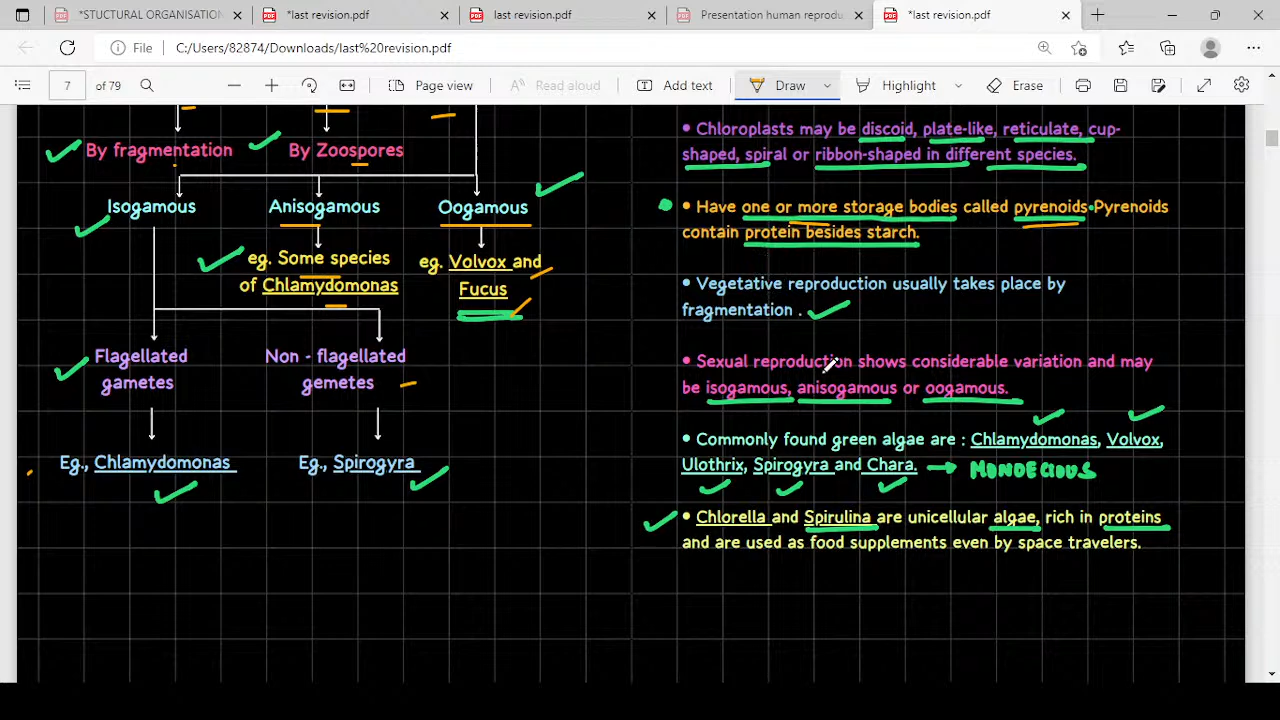 *STUCTURAL ORGANISATION
*last revision.pdf
last revision.pdf
Presentation human reprodu
*last revision.pdf
File
C:/Users/82874/Downloads/last%20revision.pdf
7
of 79
Page view
Read aloud
Add text
Draw
Highlight
Erase
By fragmentation
By Zoospores
Isogamous
Anisogamous
Oogamous
eg. Some species
of Chlamydomonas
eg. Volvox and
Fucus
Flagellated
gametes
Non - flagellated
gemetes
Eg., Chlamydomonas
Eg., Spirogyra
• Chloroplasts may be discoid, plate-like, reticulate, cup-
shaped, spiral or ribbon-shaped in different species.
• Have one or more storage bodies called pyrenoids. Pyrenoids
contain protein besides starch.
• Vegetative reproduction usually takes place by
fragmentation .
• Sexual reproduction shows considerable variation and may
be isogamous, anisogamous or oogamous.
• Commonly found green algae are : Chlamydomonas, Volvox,
Ulothrix, Spirogyra and Chara. → MONOECIOUS
• Chlorella and Spirulina are unicellular algae, rich in proteins
and are used as food supplements even by space travelers.